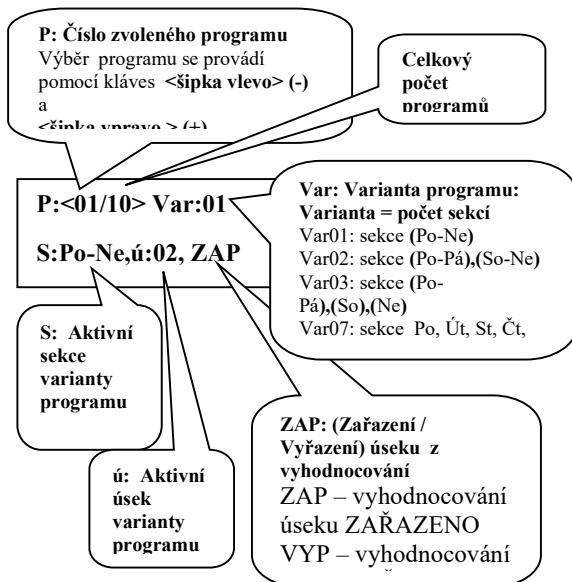 P: Číslo zvoleného programu
Výběr programu se provádí
pomocí kláves <šipka vlevo> (-)
a
<šipka vpravo > (+)
Celkový
počet
programů
P:<01/10> Var:01
S:Po-Ne,ú:02, ZAP
Var: Varianta programu:
Varianta = počet sekcí
Var01: sekce (Po-Ne)
Var02: sekce (Po-Pá),(So-Ne)
Var03: sekce (Po-
Pá),(So),(Ne)
Var07: sekce Po, Út, St, Čt,
S: Aktivní
sekce
varianty
programu
ú: Aktivní
úsek
varianty
programu
ZAP: (Zařazení /
Vyřazení) úseku z
vyhodnocování
ZAP – vyhodnocování
úseku ZAŘAZENO
VYP – vyhodnocování